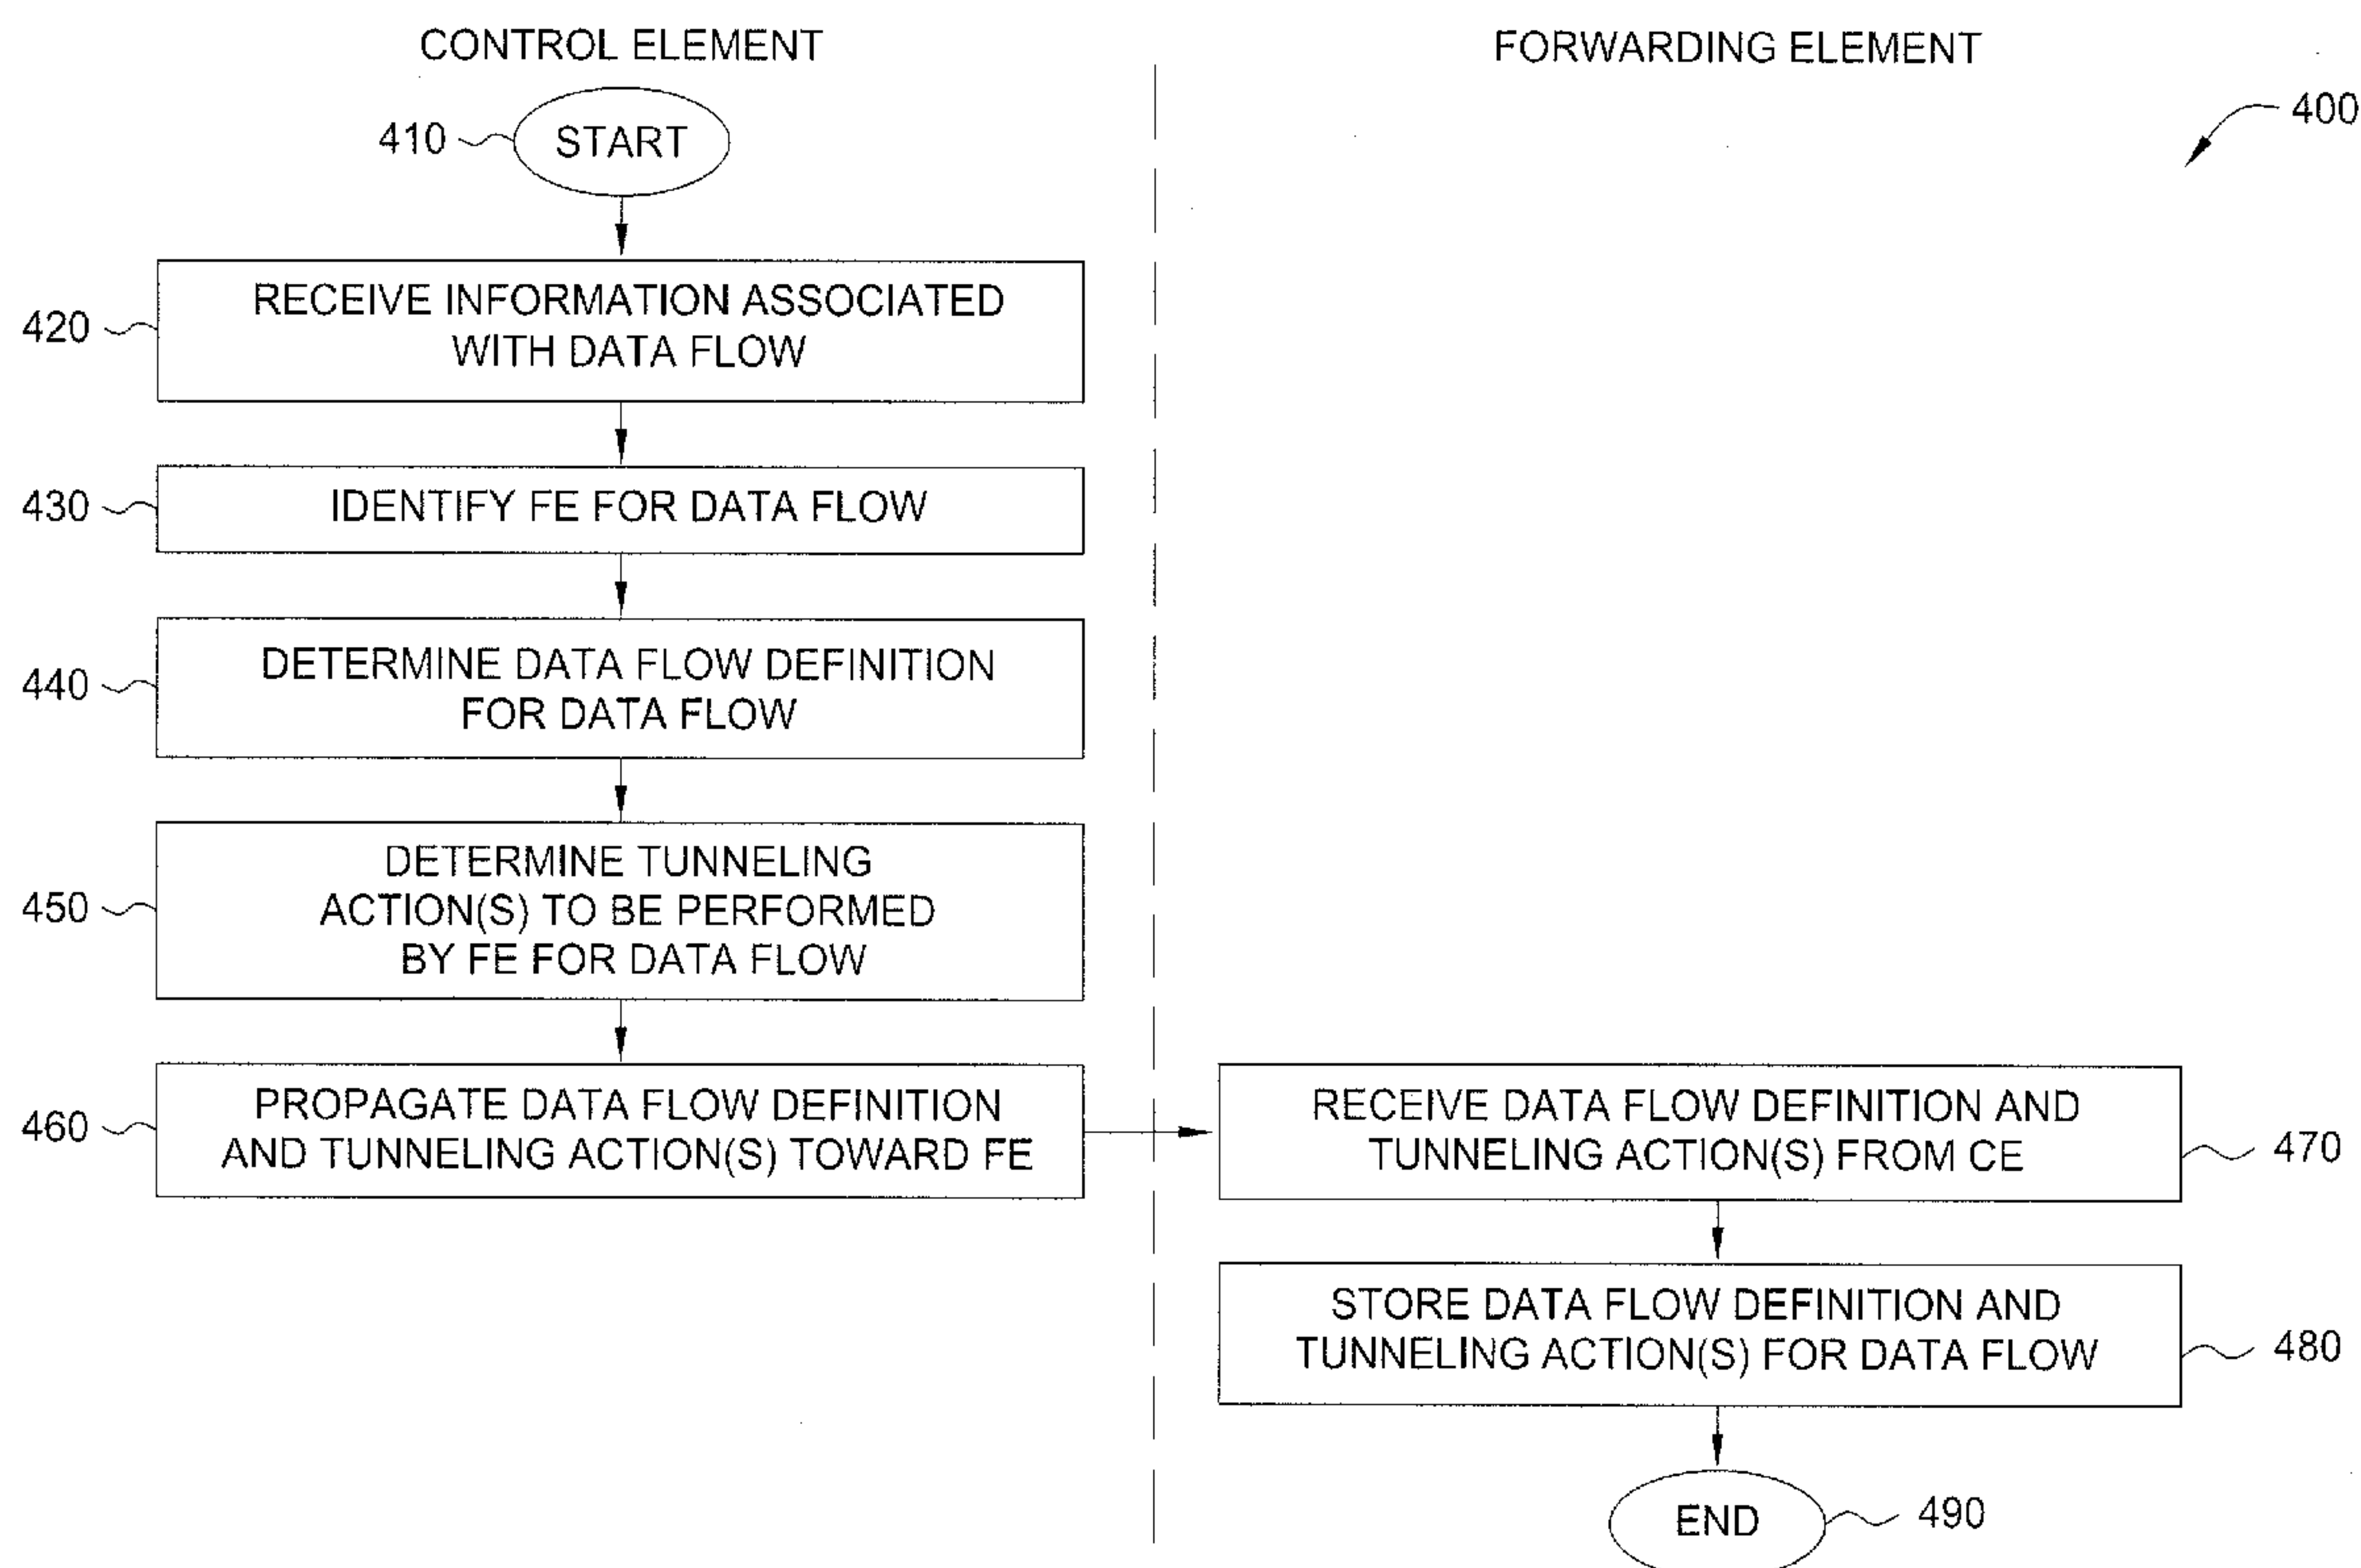 CONTROL ELEMENT
FORWARDING ELEMENT
400
410
START
420
RECEIVE INFORMATION ASSOCIATED
WITH DATA FLOW
430
IDENTIFY FE FOR DATA FLOW
440
DETERMINE DATA FLOW DEFINITION
FOR DATA FLOW
450
DETERMINE TUNNELING
ACTION(S) TO BE PERFORMED
BY FE FOR DATA FLOW
460
PROPAGATE DATA FLOW DEFINITION
AND TUNNELING ACTION(S) TOWARD FE
RECEIVE DATA FLOW DEFINITION AND
TUNNELING ACTION(S) FROM CE
470
STORE DATA FLOW DEFINITION AND
TUNNELING ACTION(S) FOR DATA FLOW
480
END
490